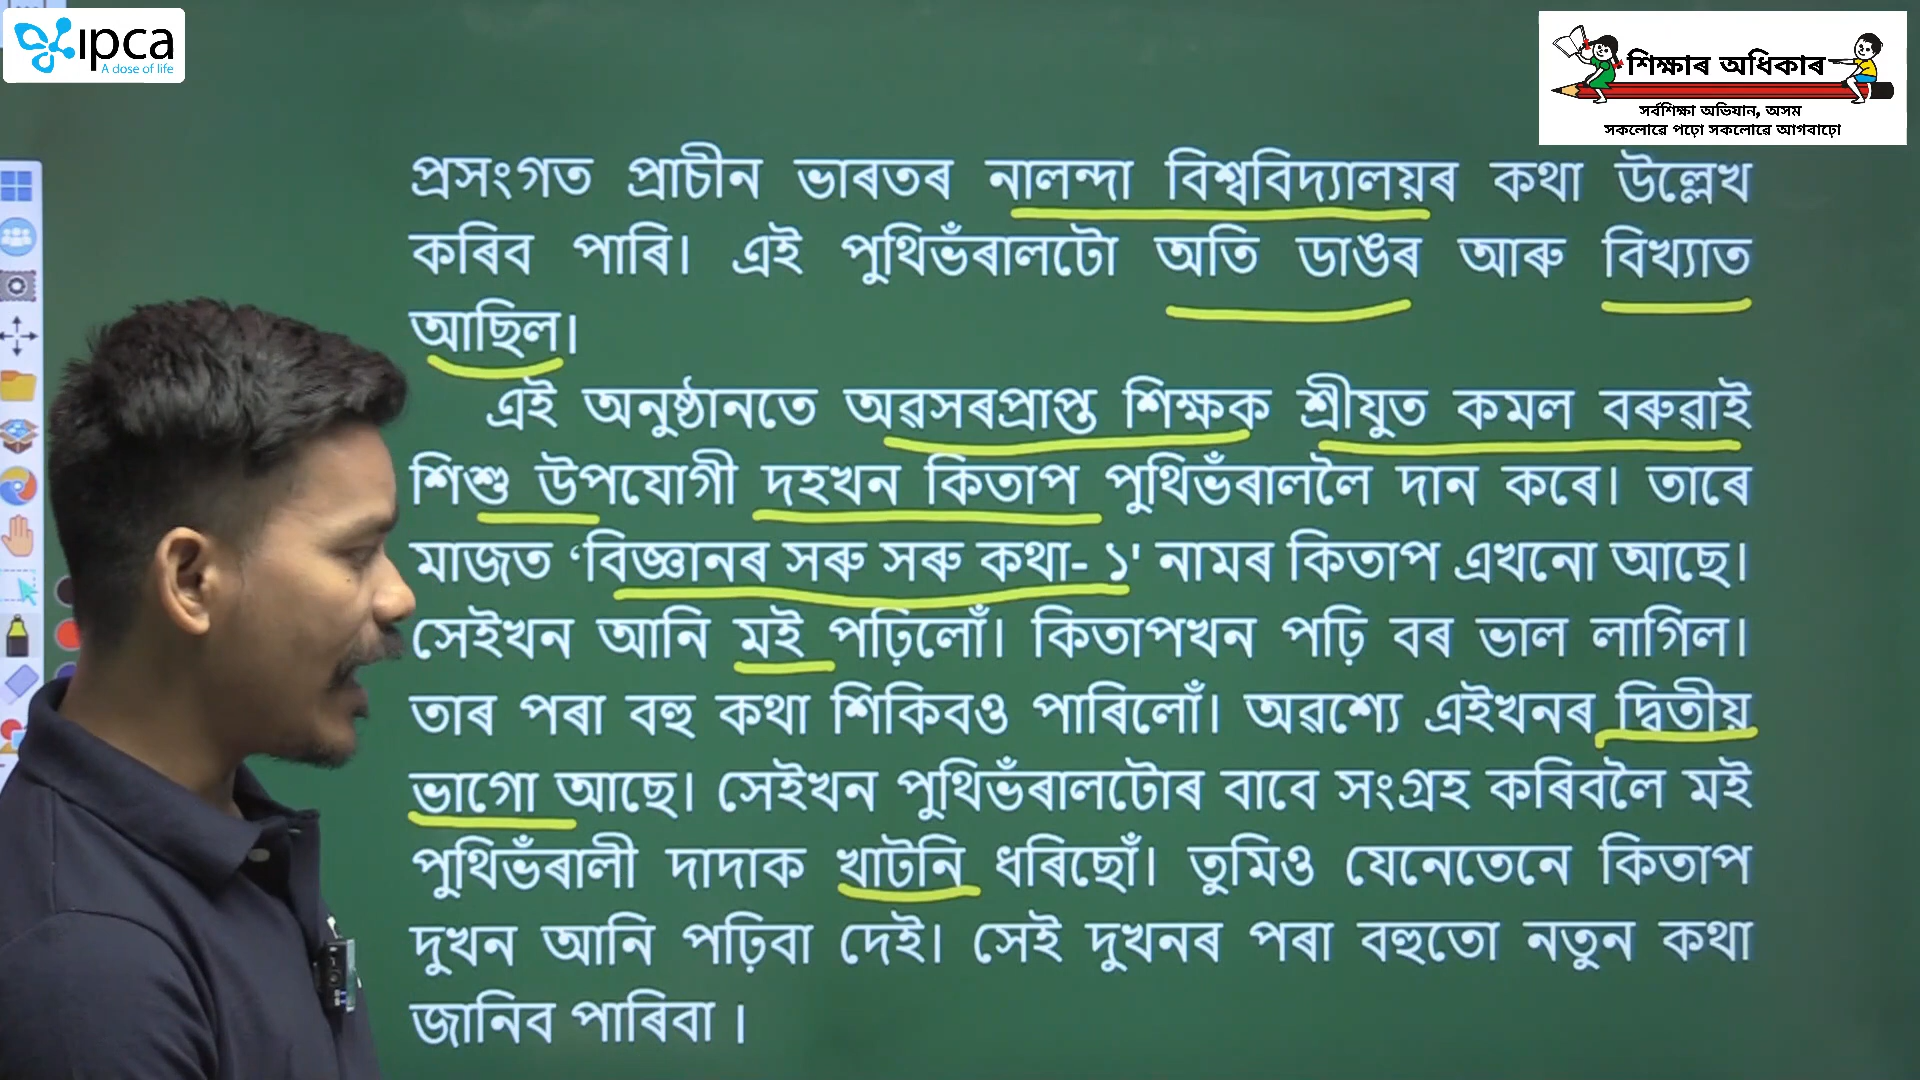 ipca
A dose of life
শিক্ষাৰ অধিকাৰ
সৰ্বশিক্ষা অভিযান, অসম
সকলোৱে পঢ়ো সকলোৱে আগবাঢ়ো
প্ৰসংগত প্ৰাচীন ভাৰতৰ নালন্দা বিশ্ববিদ্যালয়ৰ কথা উল্লেখ
কৰিব পাৰি। এই পুথিভঁৰালটো অতি ডাঙৰ আৰু বিখ্যাত
আছিল।
এই অনুষ্ঠানতে অৱসৰপ্ৰাপ্ত শিক্ষক শ্ৰীযুত কমল বৰুৱাই
শিশু উপযোগী দহখন কিতাপ পুথিভঁৰাললৈ দান কৰে। তাৰে
মাজত ‘বিজ্ঞানৰ সৰু সৰু কথা- ১' নামৰ কিতাপ এখনো আছে।
সেইখন আনি মই পঢ়িলোঁ। কিতাপখন পঢ়ি বৰ ভাল লাগিল।
তাৰ পৰা বহু কথা শিকিবও পাৰিলোঁ। অৱশ্যে এইখনৰ দ্বিতীয়
ভাগো আছে। সেইখন পুথিভঁৰালটোৰ বাবে সংগ্ৰহ কৰিবলৈ মই
পুথিভঁৰালী দাদাক খাটনি ধৰিছোঁ। তুমিও যেনেতেনে কিতাপ
দুখন আনি পঢ়িবা দেই। সেই দুখনৰ পৰা বহুতো নতুন কথা
জানিব পাৰিবা ।